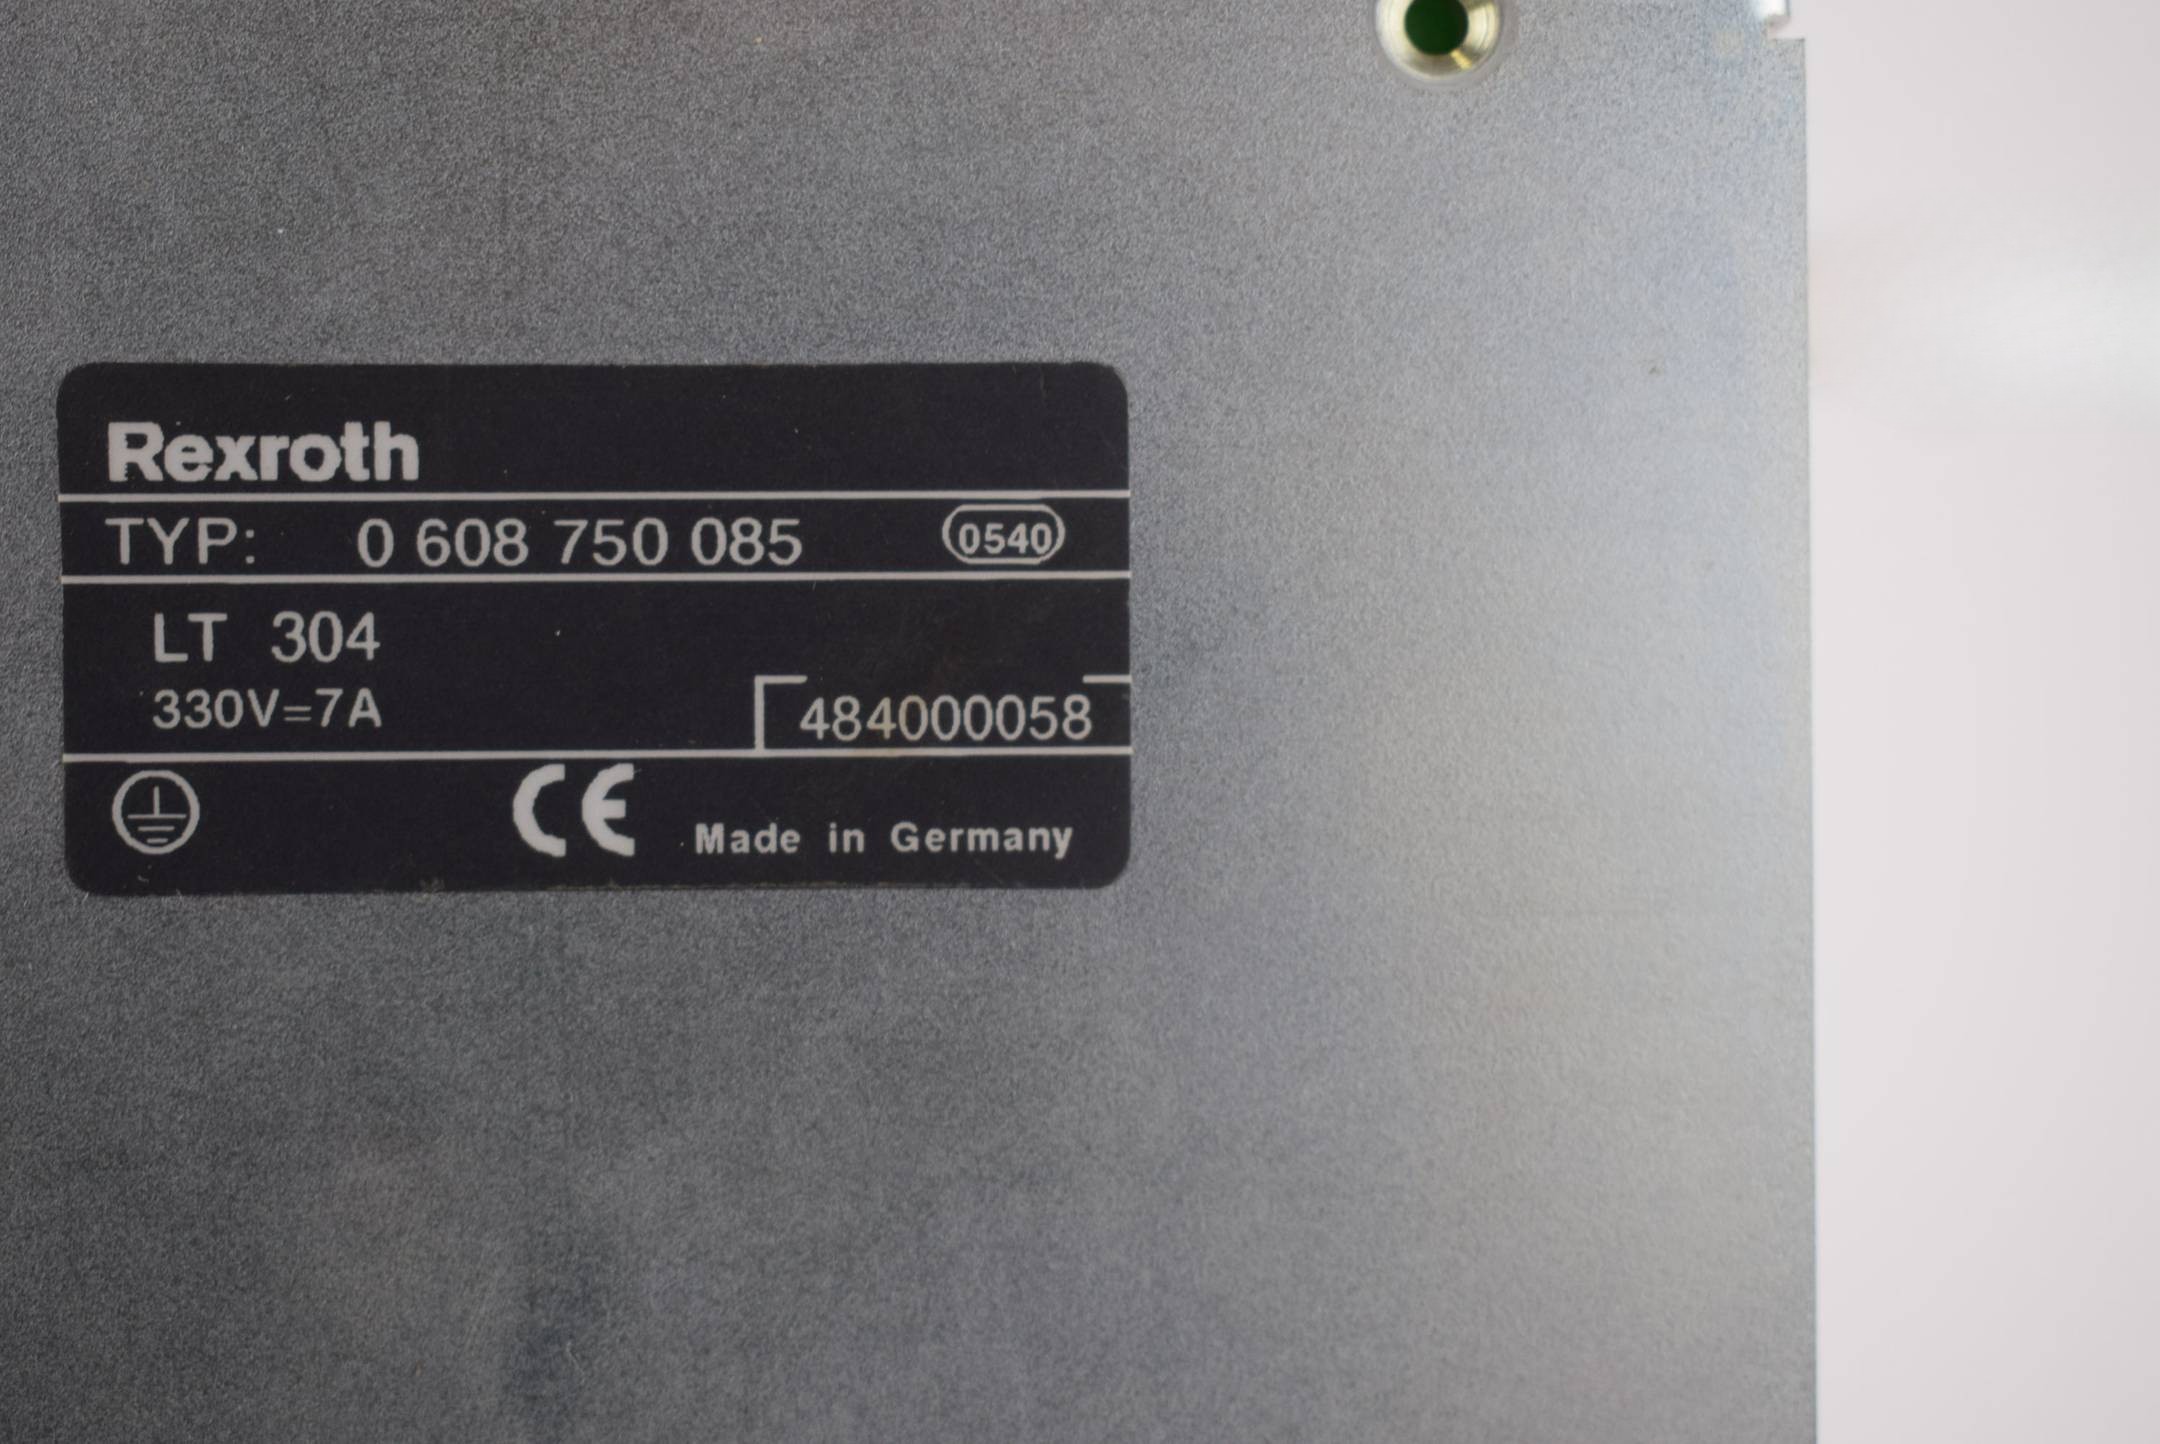 Rexroth
TYP: 0 608 750 085 0540
LT 304
330V=7A
484000058
CE Made in Germany